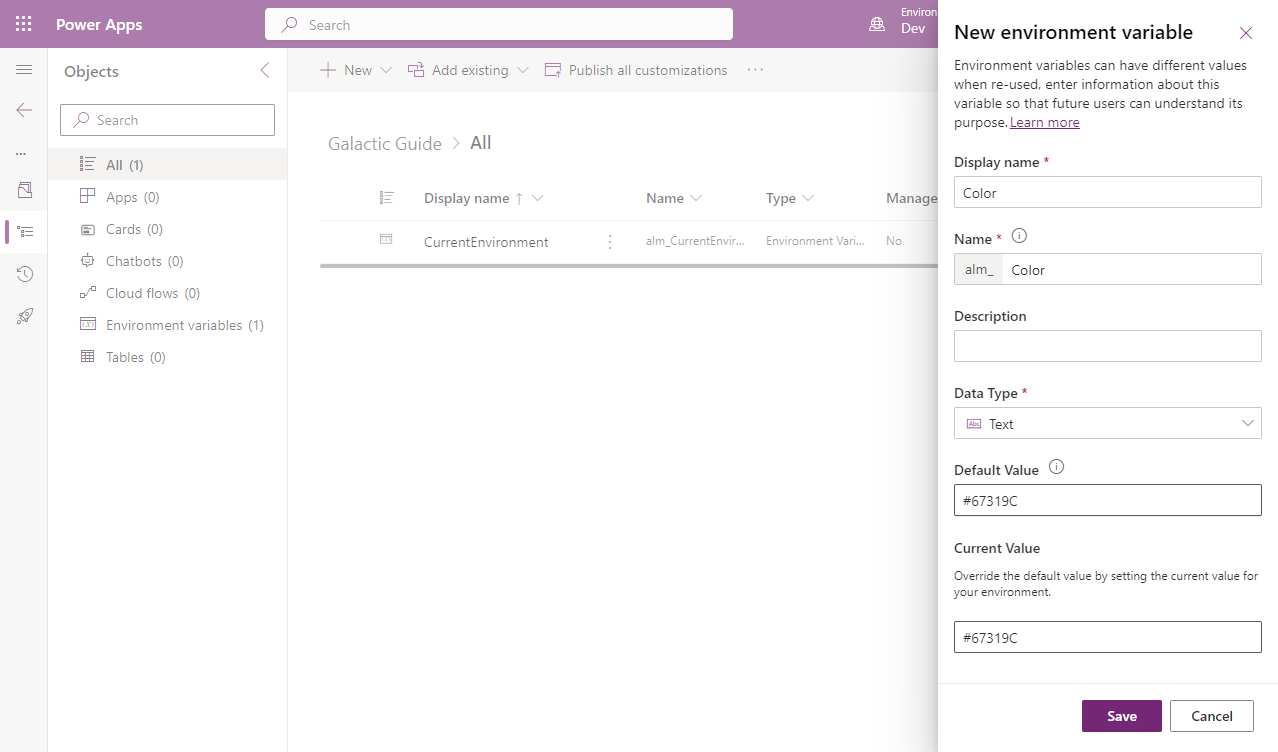 Power Apps
Search
Environ
Dev
Objects
Search
All (1)
Apps (0)
Cards (0)
Chatbots (0)
Cloud flows (0)
Environment variables (1)
Tables (0)
New
Add existing
Publish all customizations
Galactic Guide > All
Display name ↑
Name
Type
Manage
CurrentEnvironment
alm_CurrentEnvir...
Environment Vari...
No
New environment variable
Environment variables can have different values
when re-used, enter information about this
variable so that future users can understand its
purpose. Learn more
Display name *
Color
Name *
alm_ Color
Description
Data Type *
Abc Text
Default Value
#67319C
Current Value
Override the default value by setting the current value for
your environment.
#67319C
Save
Cancel